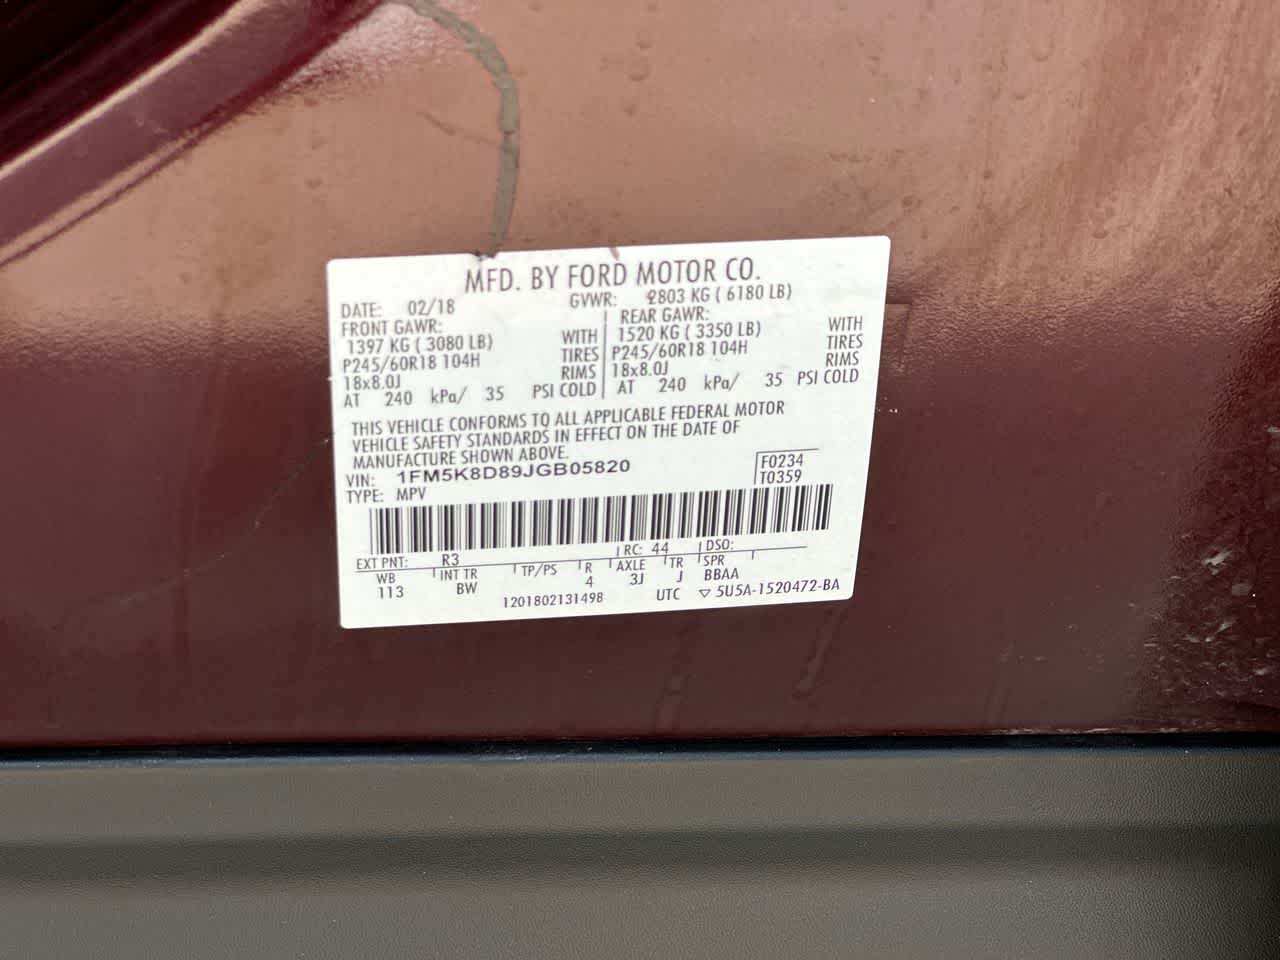 MFD. BY FORD MOTOR CO.
DATE: 02/18 GVWR: 2803 KG ( 6180 LB)
FRONT GAWR: REAR GAWR:
1397 KG ( 3080 LB) WITH 1520 KG ( 3350 LB) WITH
P245/60R18 104H TIRES P245/60R18 104H TIRES
18x8.0J RIMS 18x8.0J RIMS
AT 240 kPa/ 35 PSI COLD AT 240 kPa/ 35 PSI COLD
THIS VEHICLE CONFORMS TO ALL APPLICABLE FEDERAL MOTOR
VEHICLE SAFETY STANDARDS IN EFFECT ON THE DATE OF
MANUFACTURE SHOWN ABOVE.
VIN: 1FM5K8D89JGB05820 F0234
TYPE: MPV T0359
EXT PNT: R3 RC: 44 DSO:
WB INT TR TP/PS R AXLE TR SPR
113 BW 4 3J J BBAA
1201802131498 UTC ▽ 5U5A-1520472-BA